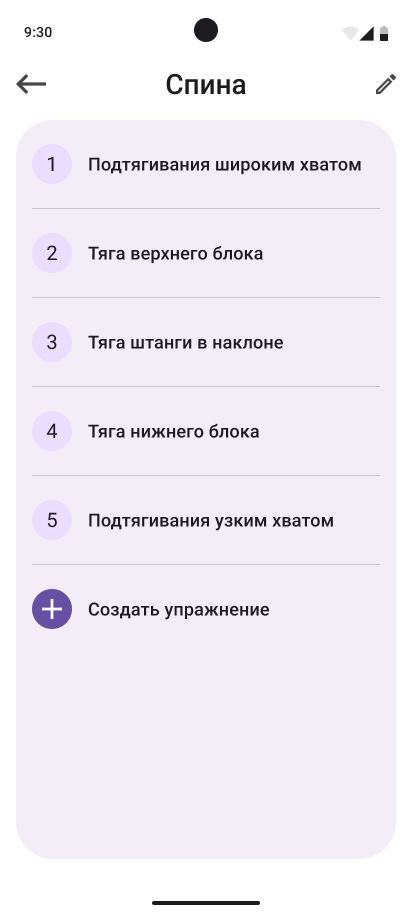 9:30
Спина
1 Подтягивания широким хватом
2 Тяга верхнего блока
3 Тяга штанги в наклоне
4 Тяга нижнего блока
5 Подтягивания узким хватом
Создать упражнение